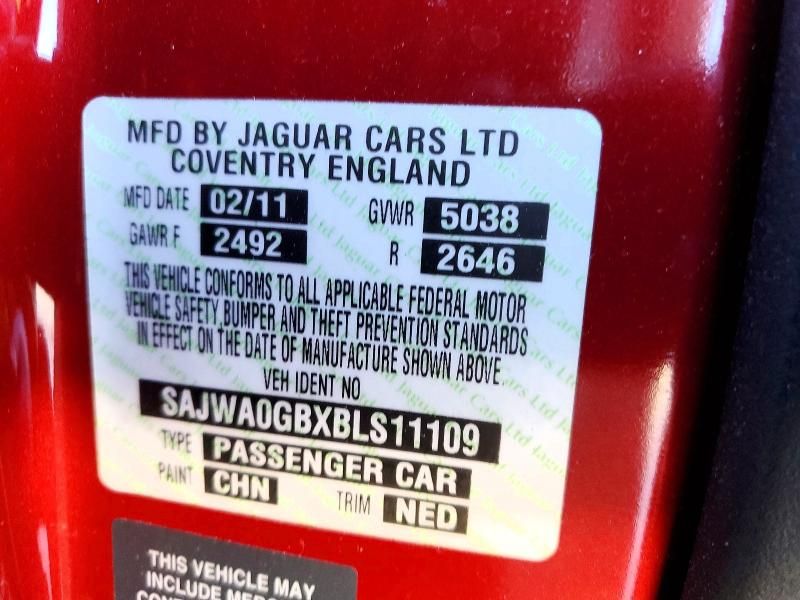 MFD BY JAGUAR CARS LTD
COVENTRY ENGLAND
MFD DATE 02/11 GVWR 5038
GAWR F 2492 R 2646
THIS VEHICLE CONFORMS TO ALL APPLICABLE FEDERAL MOTOR
VEHICLE SAFETY, BUMPER AND THEFT PREVENTION STANDARDS
IN EFFECT ON THE DATE OF MANUFACTURE SHOWN ABOVE.
VEH IDENT NO
SAJWA0GBXBLS11109
TYPE PASSENGER CAR
PAINT CHN TRIM NED
THIS VEHICLE MAY